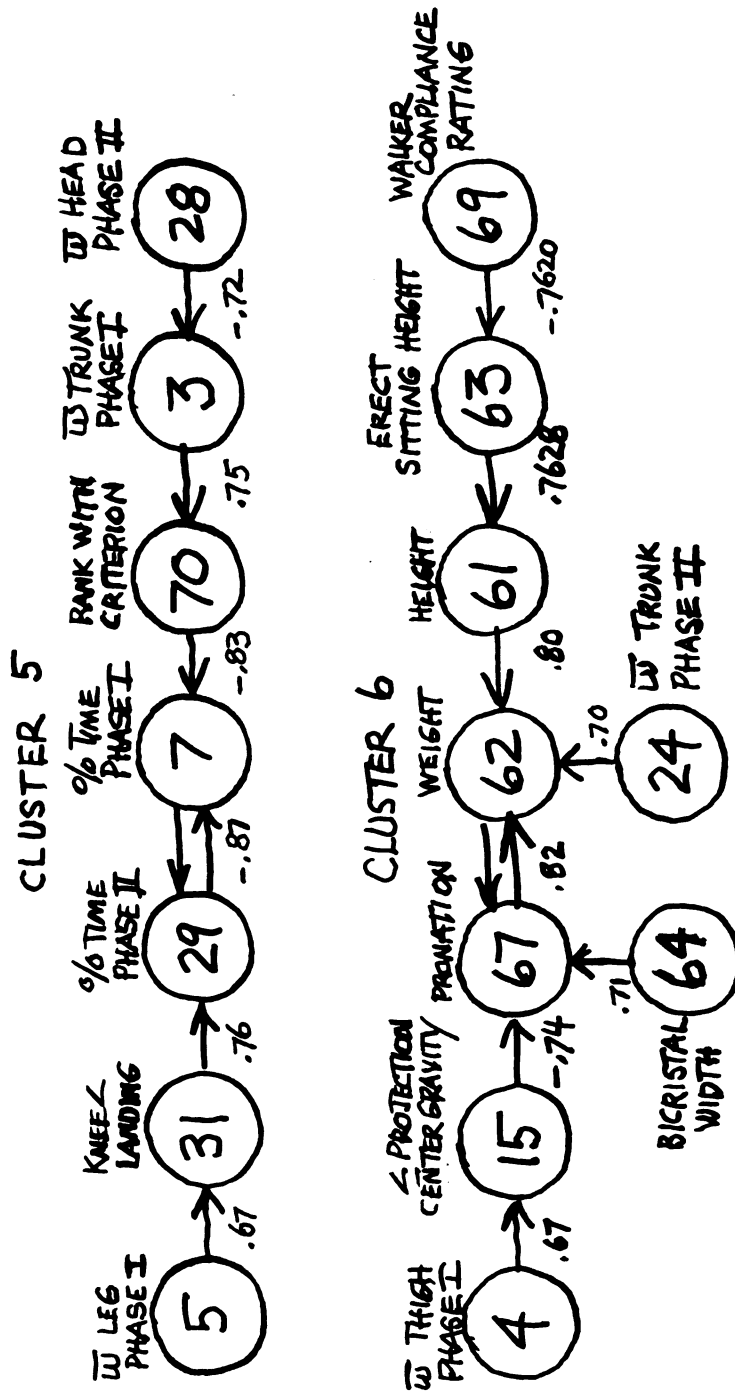 CLUSTER 5
W̅ LEG
PHASE I
5
.67
KNEE <
LANDING
31
.76
% TIME
PHASE II
29
-.87
% TIME
PHASE I
7
-.83
RANK WITH
CRITERION
70
.75
W̅ TRUNK
PHASE I
3
-.72
W̅ HEAD
PHASE II
28
CLUSTER 6
W̅ THIGH
PHASE I
4
.67
< PROJECTION
CENTER GRAVITY
15
-.74
PRONATION
67
.82
WEIGHT
62
.80
HEIGHT
61
.7628
ERECT
SITTING HEIGHT
63
-.7620
WALKER
COMPLIANCE
RATING
69
.71
64
BICRISTAL
WIDTH
.70
24
W̅ TRUNK
PHASE II